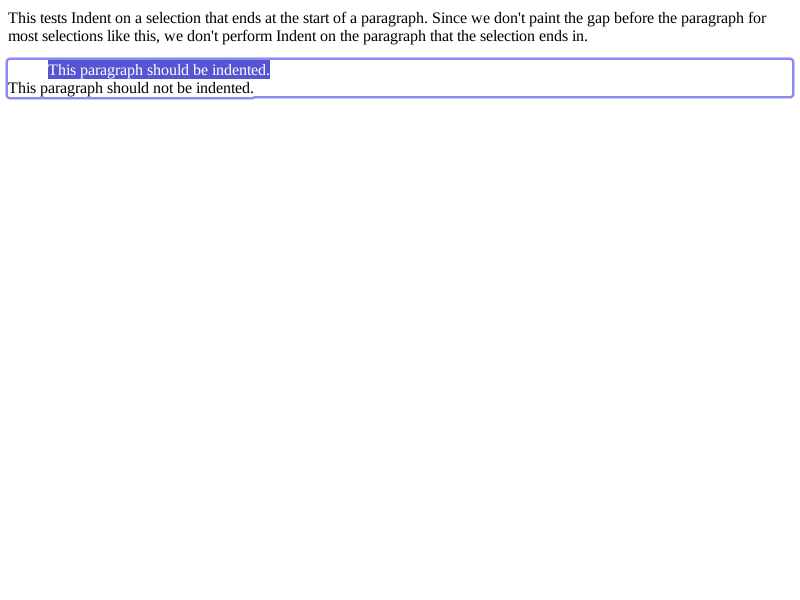 This tests Indent on a selection that ends at the start of a paragraph. Since we don't paint the gap before the paragraph for
most selections like this, we don't perform Indent on the paragraph that the selection ends in.
This paragraph should be indented.
This paragraph should not be indented.